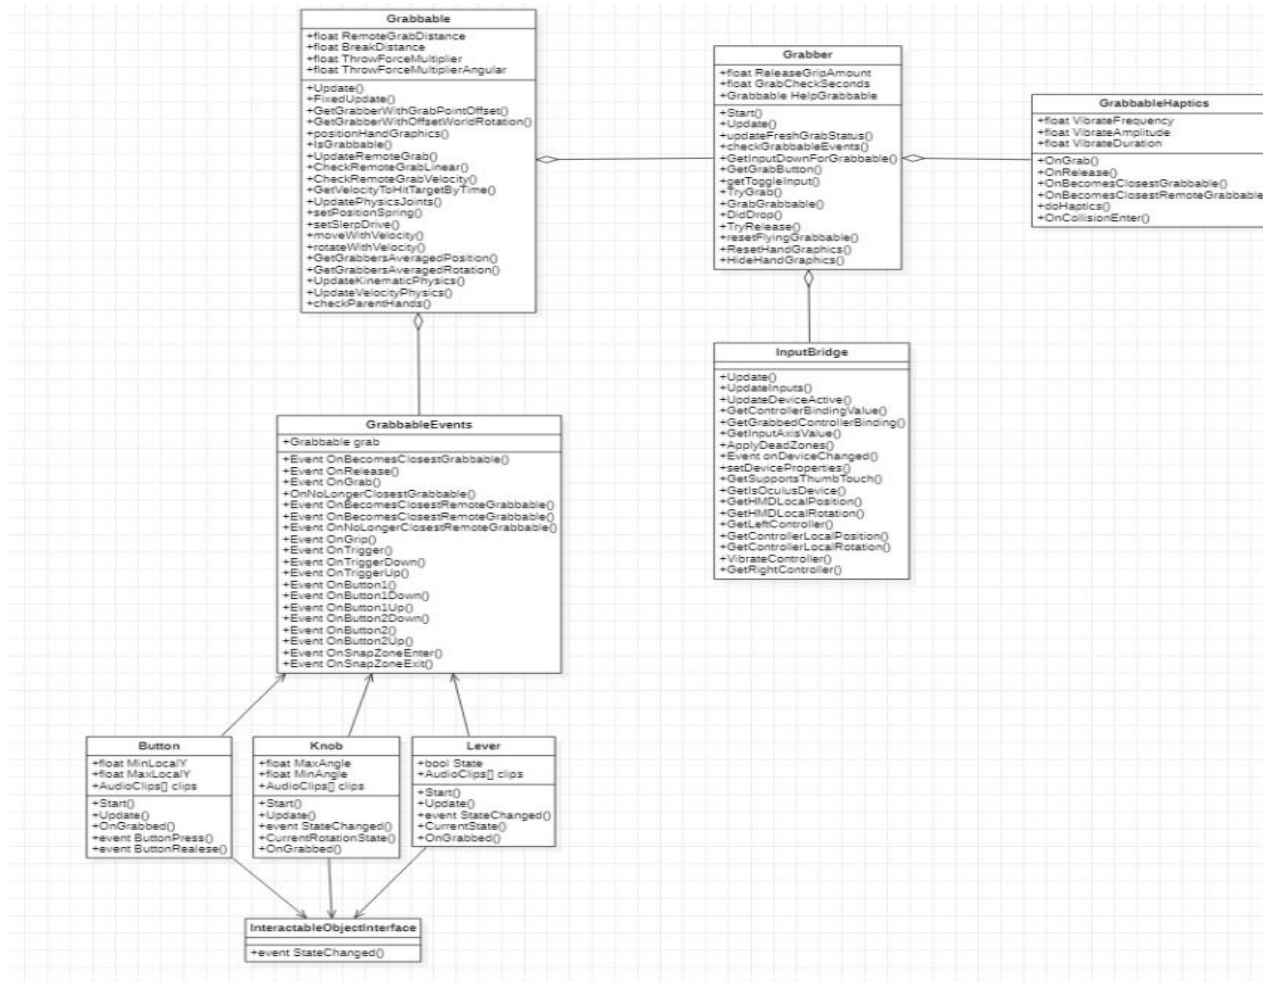 Grabbable
+float RemoteGrabDistance
+float BreakDistance
+float ThrowForceMultiplier
+float ThrowForceMultiplierAngular
+Update()
+FixedUpdate()
+GetGrabberWithGrabPointOffset()
+GetGrabberWithOffsetWorldRotation()
+positionHandGraphics()
+IsGrabbable()
+UpdateRemoteGrab()
+CheckRemoteGrabLinear()
+CheckRemoteGrabVelocity()
+GetVelocityToHitTargetByTime()
+UpdatePhysicsJoints()
+setPositionSpring()
+setSlerpDrive()
+moveWithVelocity()
+rotateWithVelocity()
+GetGrabbersAveragedPosition()
+GetGrabbersAveragedRotation()
+UpdateKinematicPhysics()
+UpdateVelocityPhysics()
+checkParentHands()
Grabber
+float ReleaseGripAmount
+float GrabCheckSeconds
+Grabbable HelpGrabbable
+Start()
+Update()
+updateFreshGrabStatus()
+checkGrabbableEvents()
+GetInputDownForGrabbable()
+GetGrabButton()
+getToggleInput()
+TryGrab()
+GrabGrabbable()
+DidDrop()
+TryRelease()
+resetFlyingGrabbable()
+ResetHandGraphics()
+HideHandGraphics()
GrabbableHaptics
+float VibrateFrequency
+float VibrateAmplitude
+float VibrateDuration
+OnGrab()
+OnRelease()
+OnBecomesClosestGrabbable()
+OnBecomesClosestRemoteGrabbable
+doHaptics()
+OnCollisionEnter()
InputBridge
+Update()
+UpdateInputs()
+UpdateDeviceActive()
+GetControllerBindingValue()
+GetGrabbedControllerBinding()
+GetInputAxisValue()
+ApplyDeadZones()
+Event onDeviceChanged()
+setDeviceProperties()
+GetSupportsThumbTouch()
+GetIsOculusDevice()
+GetHMDLocalPosition()
+GetHMDLocalRotation()
+GetLeftController()
+GetControllerLocalPosition()
+GetControllerLocalRotation()
+VibrateController()
+GetRightController()
GrabbableEvents
+Grabbable grab
+Event OnBecomesClosestGrabbable()
+Event OnRelease()
+Event OnGrab()
+OnNoLongerClosestGrabbable()
+Event OnBecomesClosestRemoteGrabbable()
+Event OnBecomesClosestRemoteGrabbable()
+Event OnNoLongerClosestRemoteGrabbable()
+Event OnGrip()
+Event OnTrigger()
+Event OnTriggerDown()
+Event OnTriggerUp()
+Event OnButton1()
+Event OnButton1Down()
+Event OnButton1Up()
+Event OnButton2Down()
+Event OnButton2()
+Event OnButton2Up()
+Event OnSnapZoneEnter()
+Event OnSnapZoneExit()
Button
+float MinLocalY
+float MaxLocalY
+AudioClips[] clips
+Start()
+Update()
+OnGrabbed()
+event ButtonPress()
+event ButtonRealese()
Knob
+float MaxAngle
+float MinAngle
+AudioClips[] clips
+Start()
+Update()
+event StateChanged()
+CurrentRotationState()
+OnGrabbed()
Lever
+bool State
+AudioClips[] clips
+Start()
+Update()
+event StateChanged()
+CurrentState()
+OnGrabbed()
InteractableObjectInterface
+event StateChanged()